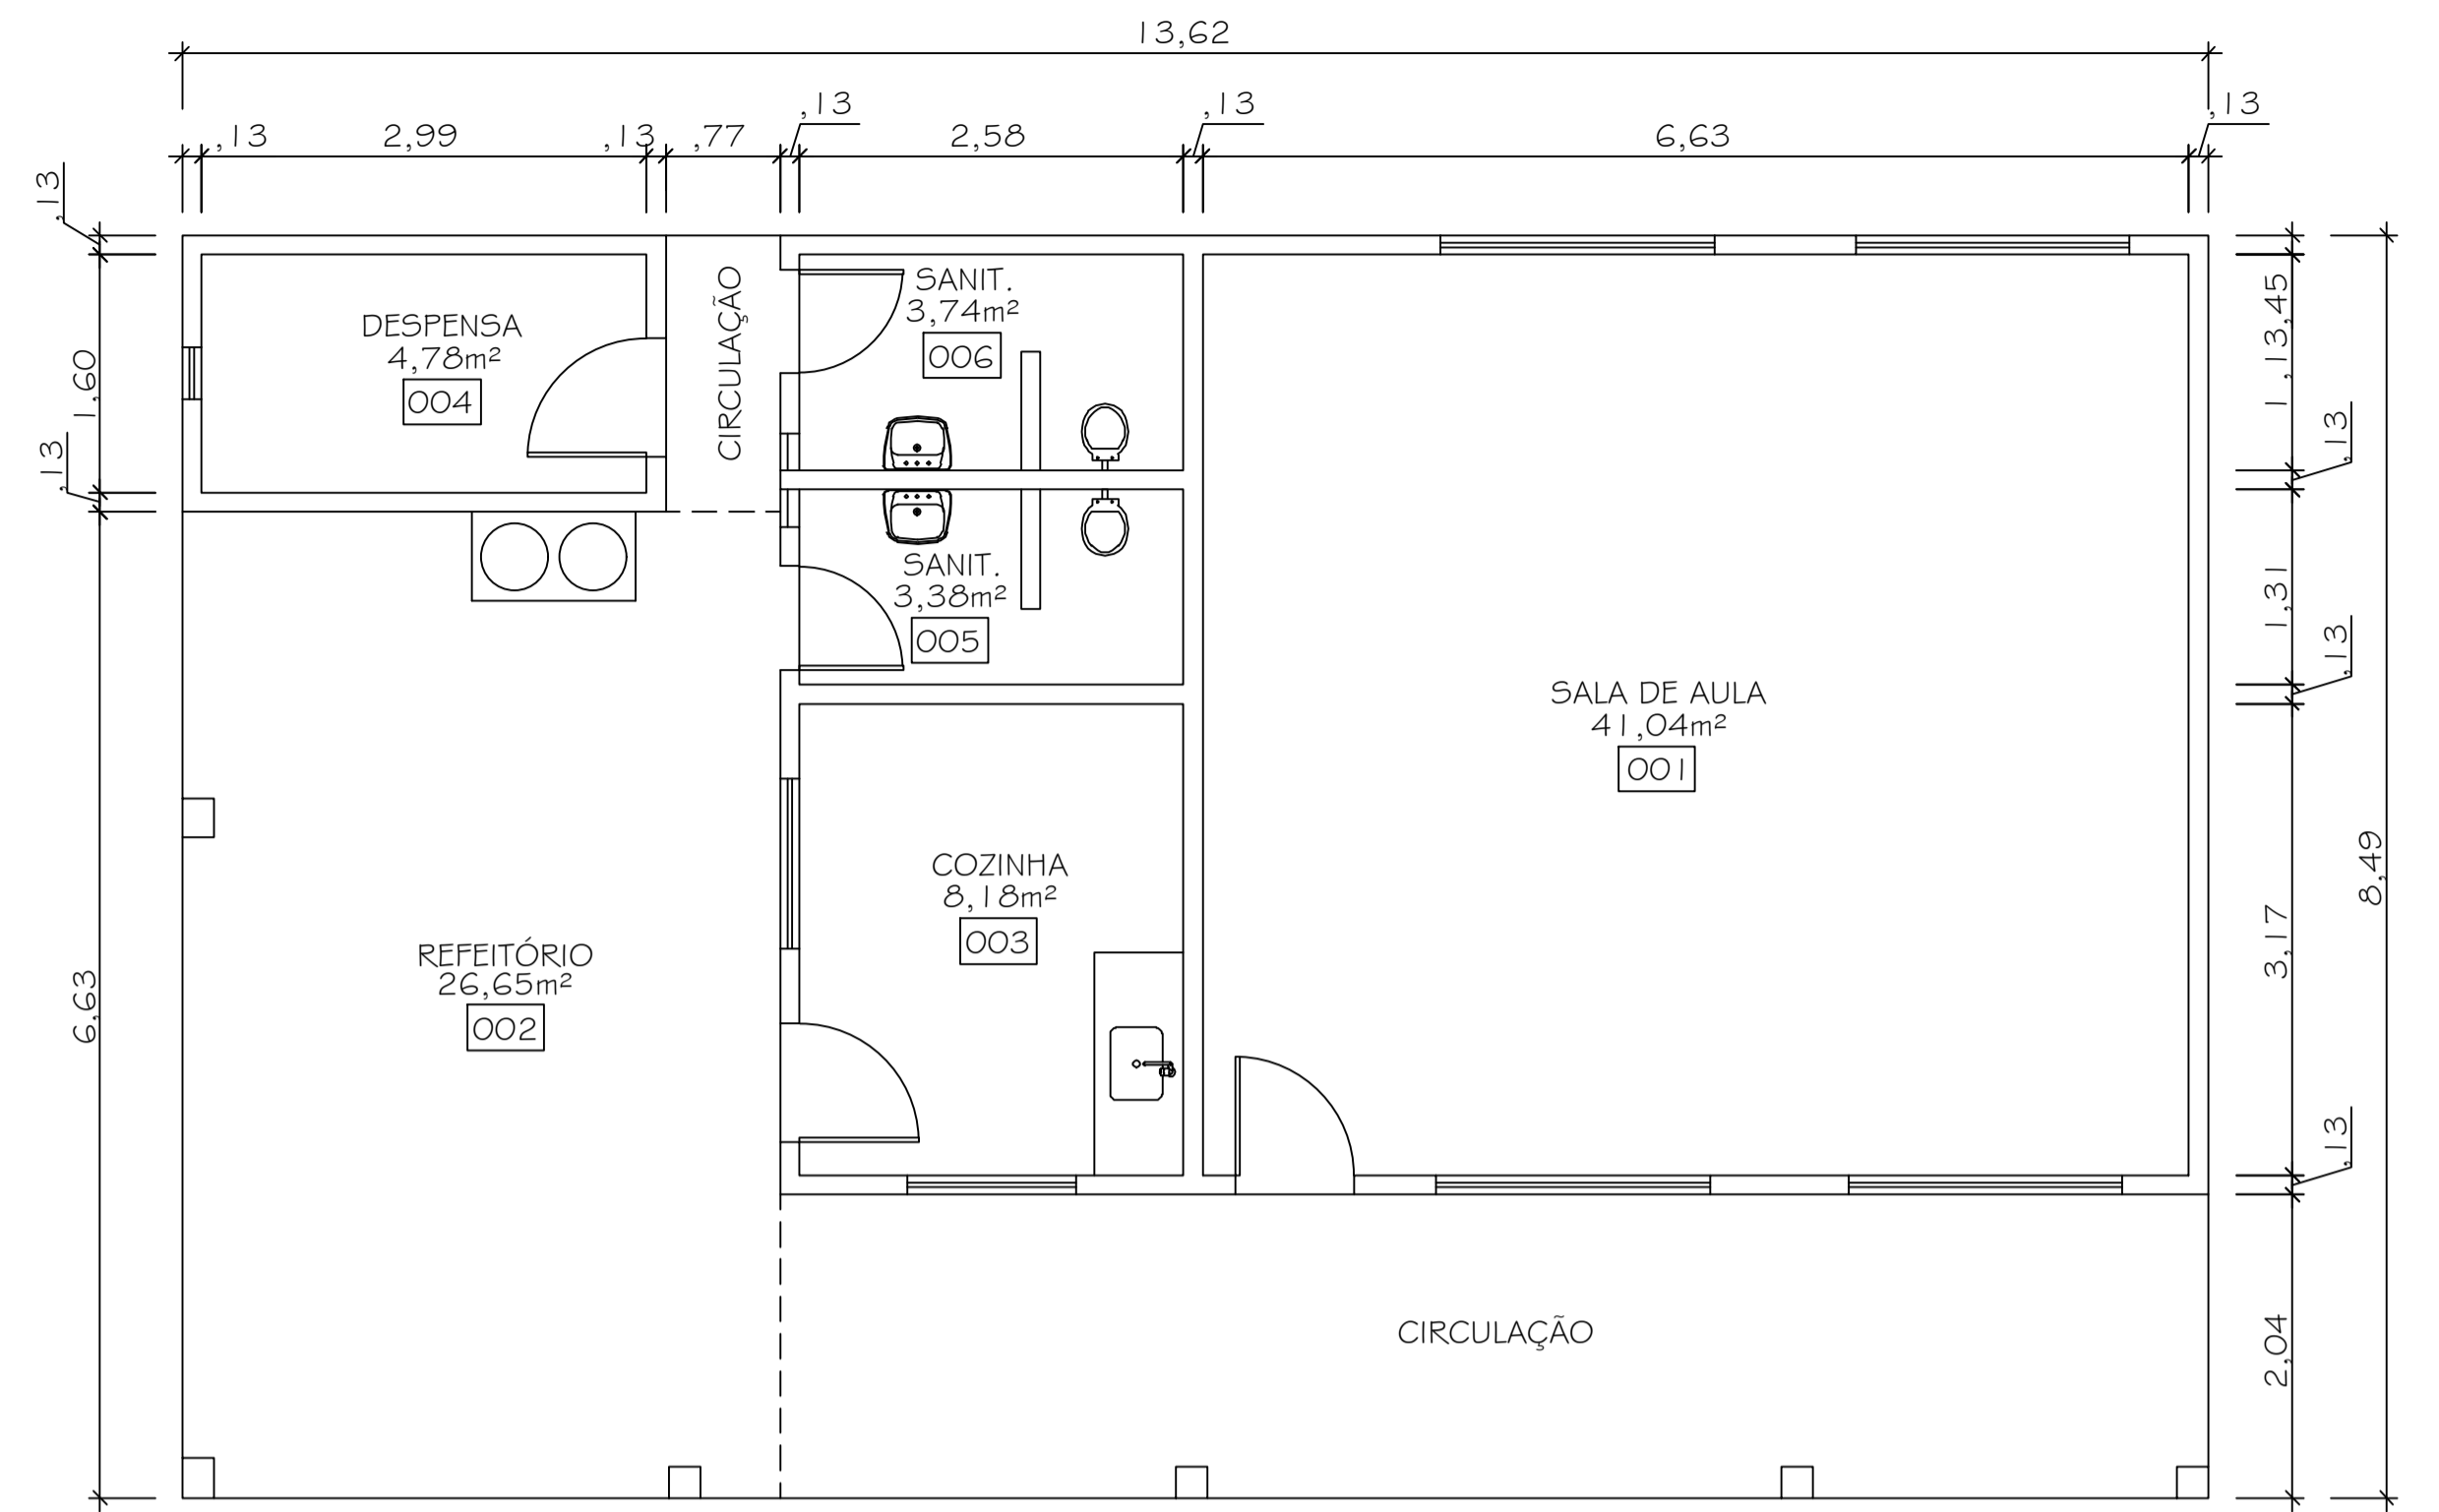 13,62
,13
,13
,13
,13
2,99
,13
,77
2,58
6,63
,13
SANIT.
3,74m²
006
CIRCULAÇÃO
1 ,13,45
DESPENSA
4,78m²
004
1,60
,13
,13
SANIT.
3,38m²
005
1,31
,13
SALA DE AULA
41,04m²
001
COZINHA
8,18m²
003
8,49
3,17
REFEITÓRIO
26,65m²
002
6,63
,13
CIRCULAÇÃO
2,04